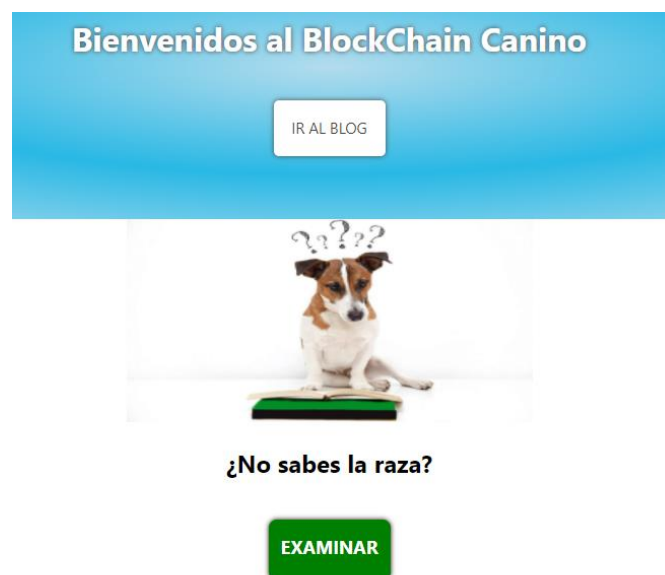 Bienvenidos al BlockChain Canino
IR AL BLOG
? ? ? ? ?
¿No sabes la raza?
EXAMINAR